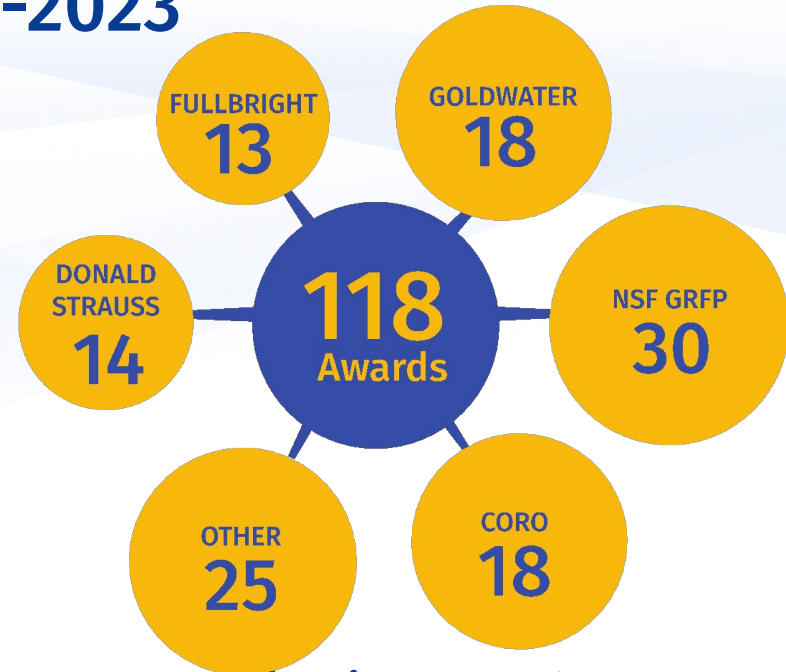 -2023
FULLBRIGHT
13
GOLDWATER
18
DONALD
STRAUSS
14
118
Awards
NSF GRFP
30
OTHER
25
CORO
18